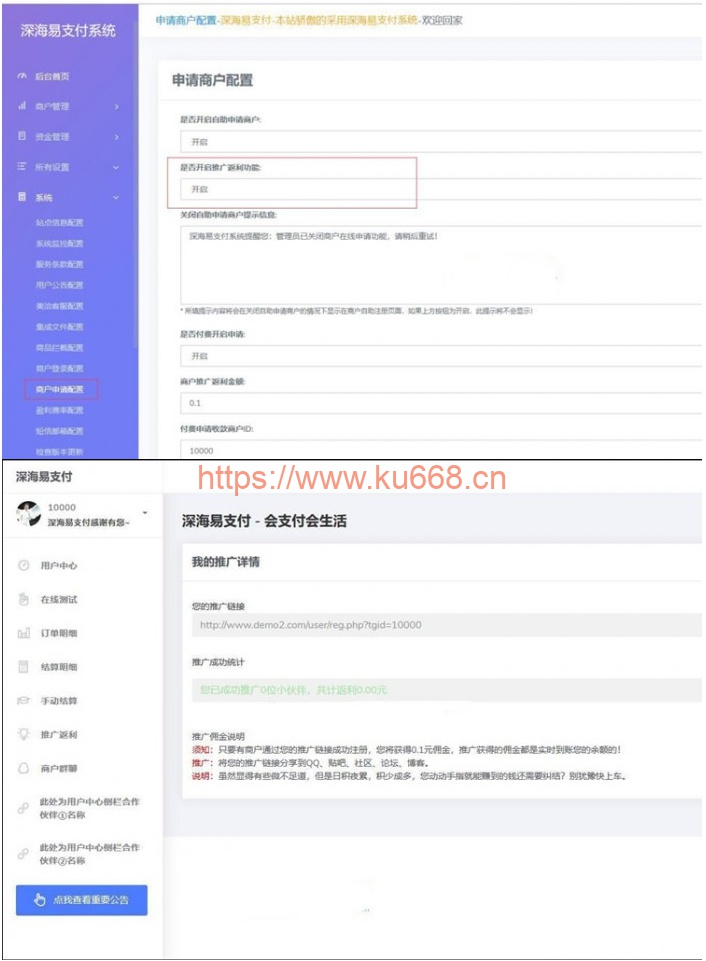 深海易支付系统
申请商户配置-深海易支付-本站骄傲的采用深海易支付系统-欢迎回家
后台首页
商户管理
资金管理
所有设置
系统
站点信息配置
系统监控配置
服务条款配置
用户公告配置
美洽客服配置
集成文件配置
商品拦截配置
商户登录配置
商户申请配置
盈利费率配置
短信邮箱配置
检查版本更新
申请商户配置
是否开启自助申请商户:
开启
是否开启推广返利功能:
开启
关闭自助申请商户提示信息:
深海易支付系统提醒您：管理员已关闭商户在线申请功能，请稍后重试！
* 所填提示内容将会在关闭自助申请商户的情况下显示在商户自助注册页面，如果上方按钮为开启，此提示将不会显示!
是否付费开启申请:
开启
商户推广返利金额:
0.1
付费申请收款商户ID:
10000
https://www.ku668.cn
深海易支付
10000
深海易支付感谢有您~
用户中心
在线测试
订单明细
结算明细
手动结算
推广返利
商户群聊
此处为用户中心侧栏合作
伙伴①名称
此处为用户中心侧栏合作
伙伴②名称
点我查看重要公告
深海易支付 - 会支付会生活
我的推广详情
您的推广链接
http://www.demo2.com/user/reg.php?tgid=10000
推广成功统计
您已成功推广0位小伙伴，共计返利0.00元
推广佣金说明
须知：只要有商户通过您的推广链接成功注册，您将获得0.1元佣金，推广获得的佣金都是实时到账您的余额的！
推广：将您的推广链接分享到QQ、贴吧、社区、论坛、博客。
说明：虽然显得有些微不足道，但是日积夜累，积少成多，您动动手指就能赚到的钱还需要纠结？别犹豫快上车。